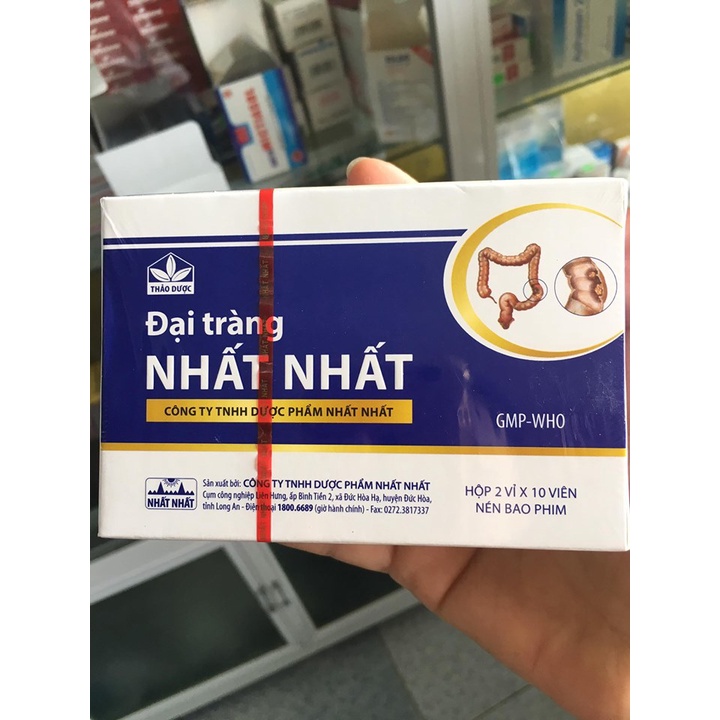 THẢO DƯỢC
Đại tràng
NHẤT NHẤT
CÔNG TY TNHH DƯỢC PHẨM NHẤT NHẤT
GMP-WHO
NHẤT NHẤT
Sản xuất bởi: CÔNG TY TNHH DƯỢC PHẨM NHẤT NHẤT
Cụm công nghiệp Liên Hưng, ấp Bình Tiền 2, xã Đức Hòa Hạ, huyện Đức Hòa,
tỉnh Long An - Điện thoại 1800.6689 (giờ hành chính) - Fax: 0272.3817337
HỘP 2 VỈ X 10 VIÊN
NÉN BAO PHIM